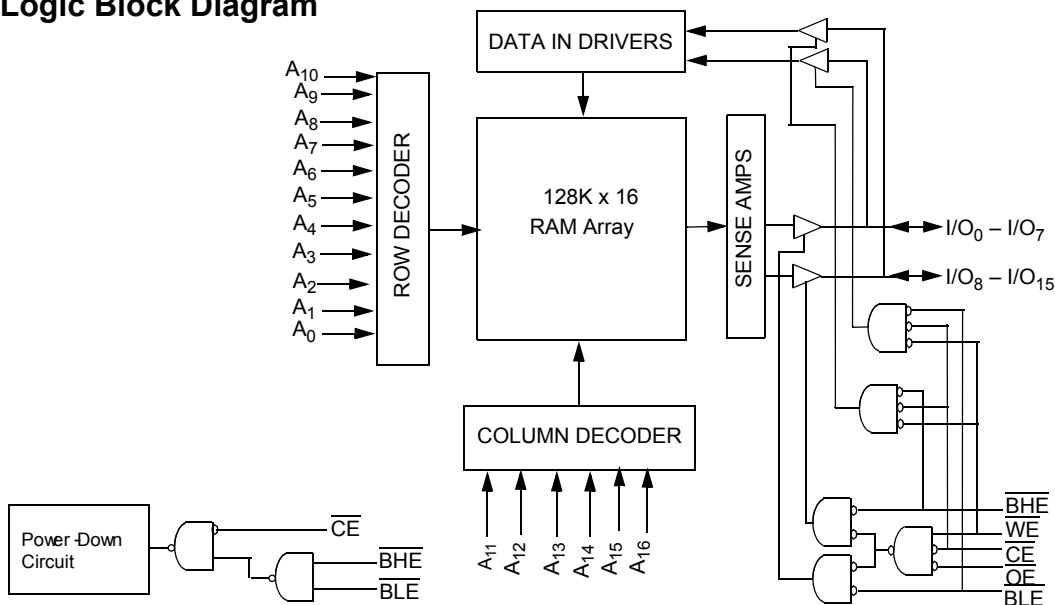 Logic Block Diagram
DATA IN DRIVERS
A10
A9
A8
A7
A6
A5
A4
A3
A2
A1
A0
ROW DECODER
128K x 16
RAM Array
SENSE AMPS
I/O0 – I/O7
I/O8 – I/O15
COLUMN DECODER
A11
A12
A13
A14
A15
A16
Power-Down
Circuit
CE
BHE
BLE
BHE
WE
CE
OE
BLE